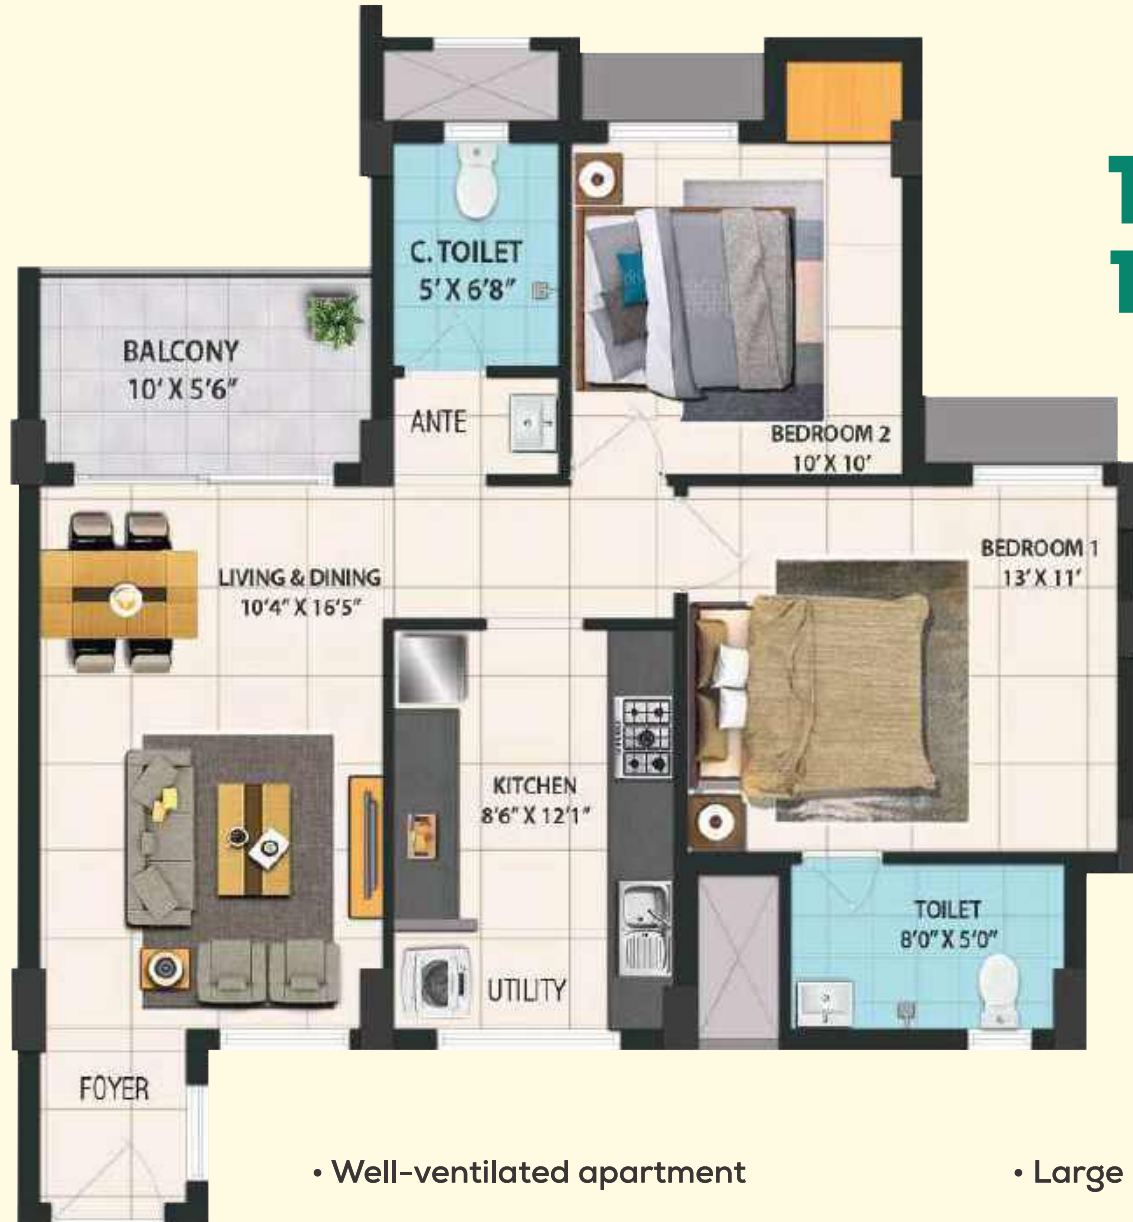 C. TOILET
5' X 6'8"
BALCONY
10' X 5'6"
ANTE
BEDROOM 2
10' X 10'
BEDROOM 1
13' X 11'
LIVING & DINING
10'4" X 16'5"
KITCHEN
8'6" X 12'1"
TOILET
8'0" X 5'0"
UTILITY
FOYER
• Well-ventilated apartment
• Large